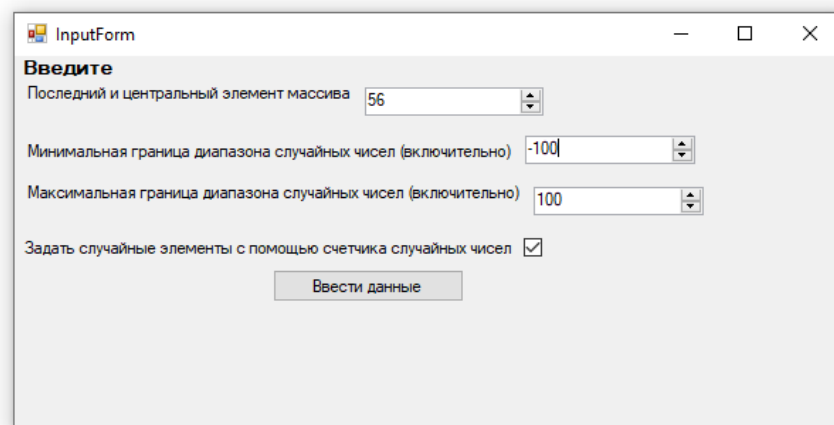 InputForm
Введите
Последний и центральный элемент массива 56
Минимальная граница диапазона случайных чисел (включительно) -100
Максимальная граница диапазона случайных чисел (включительно) 100
Задать случайные элементы с помощью счетчика случайных чисел
Ввести данные